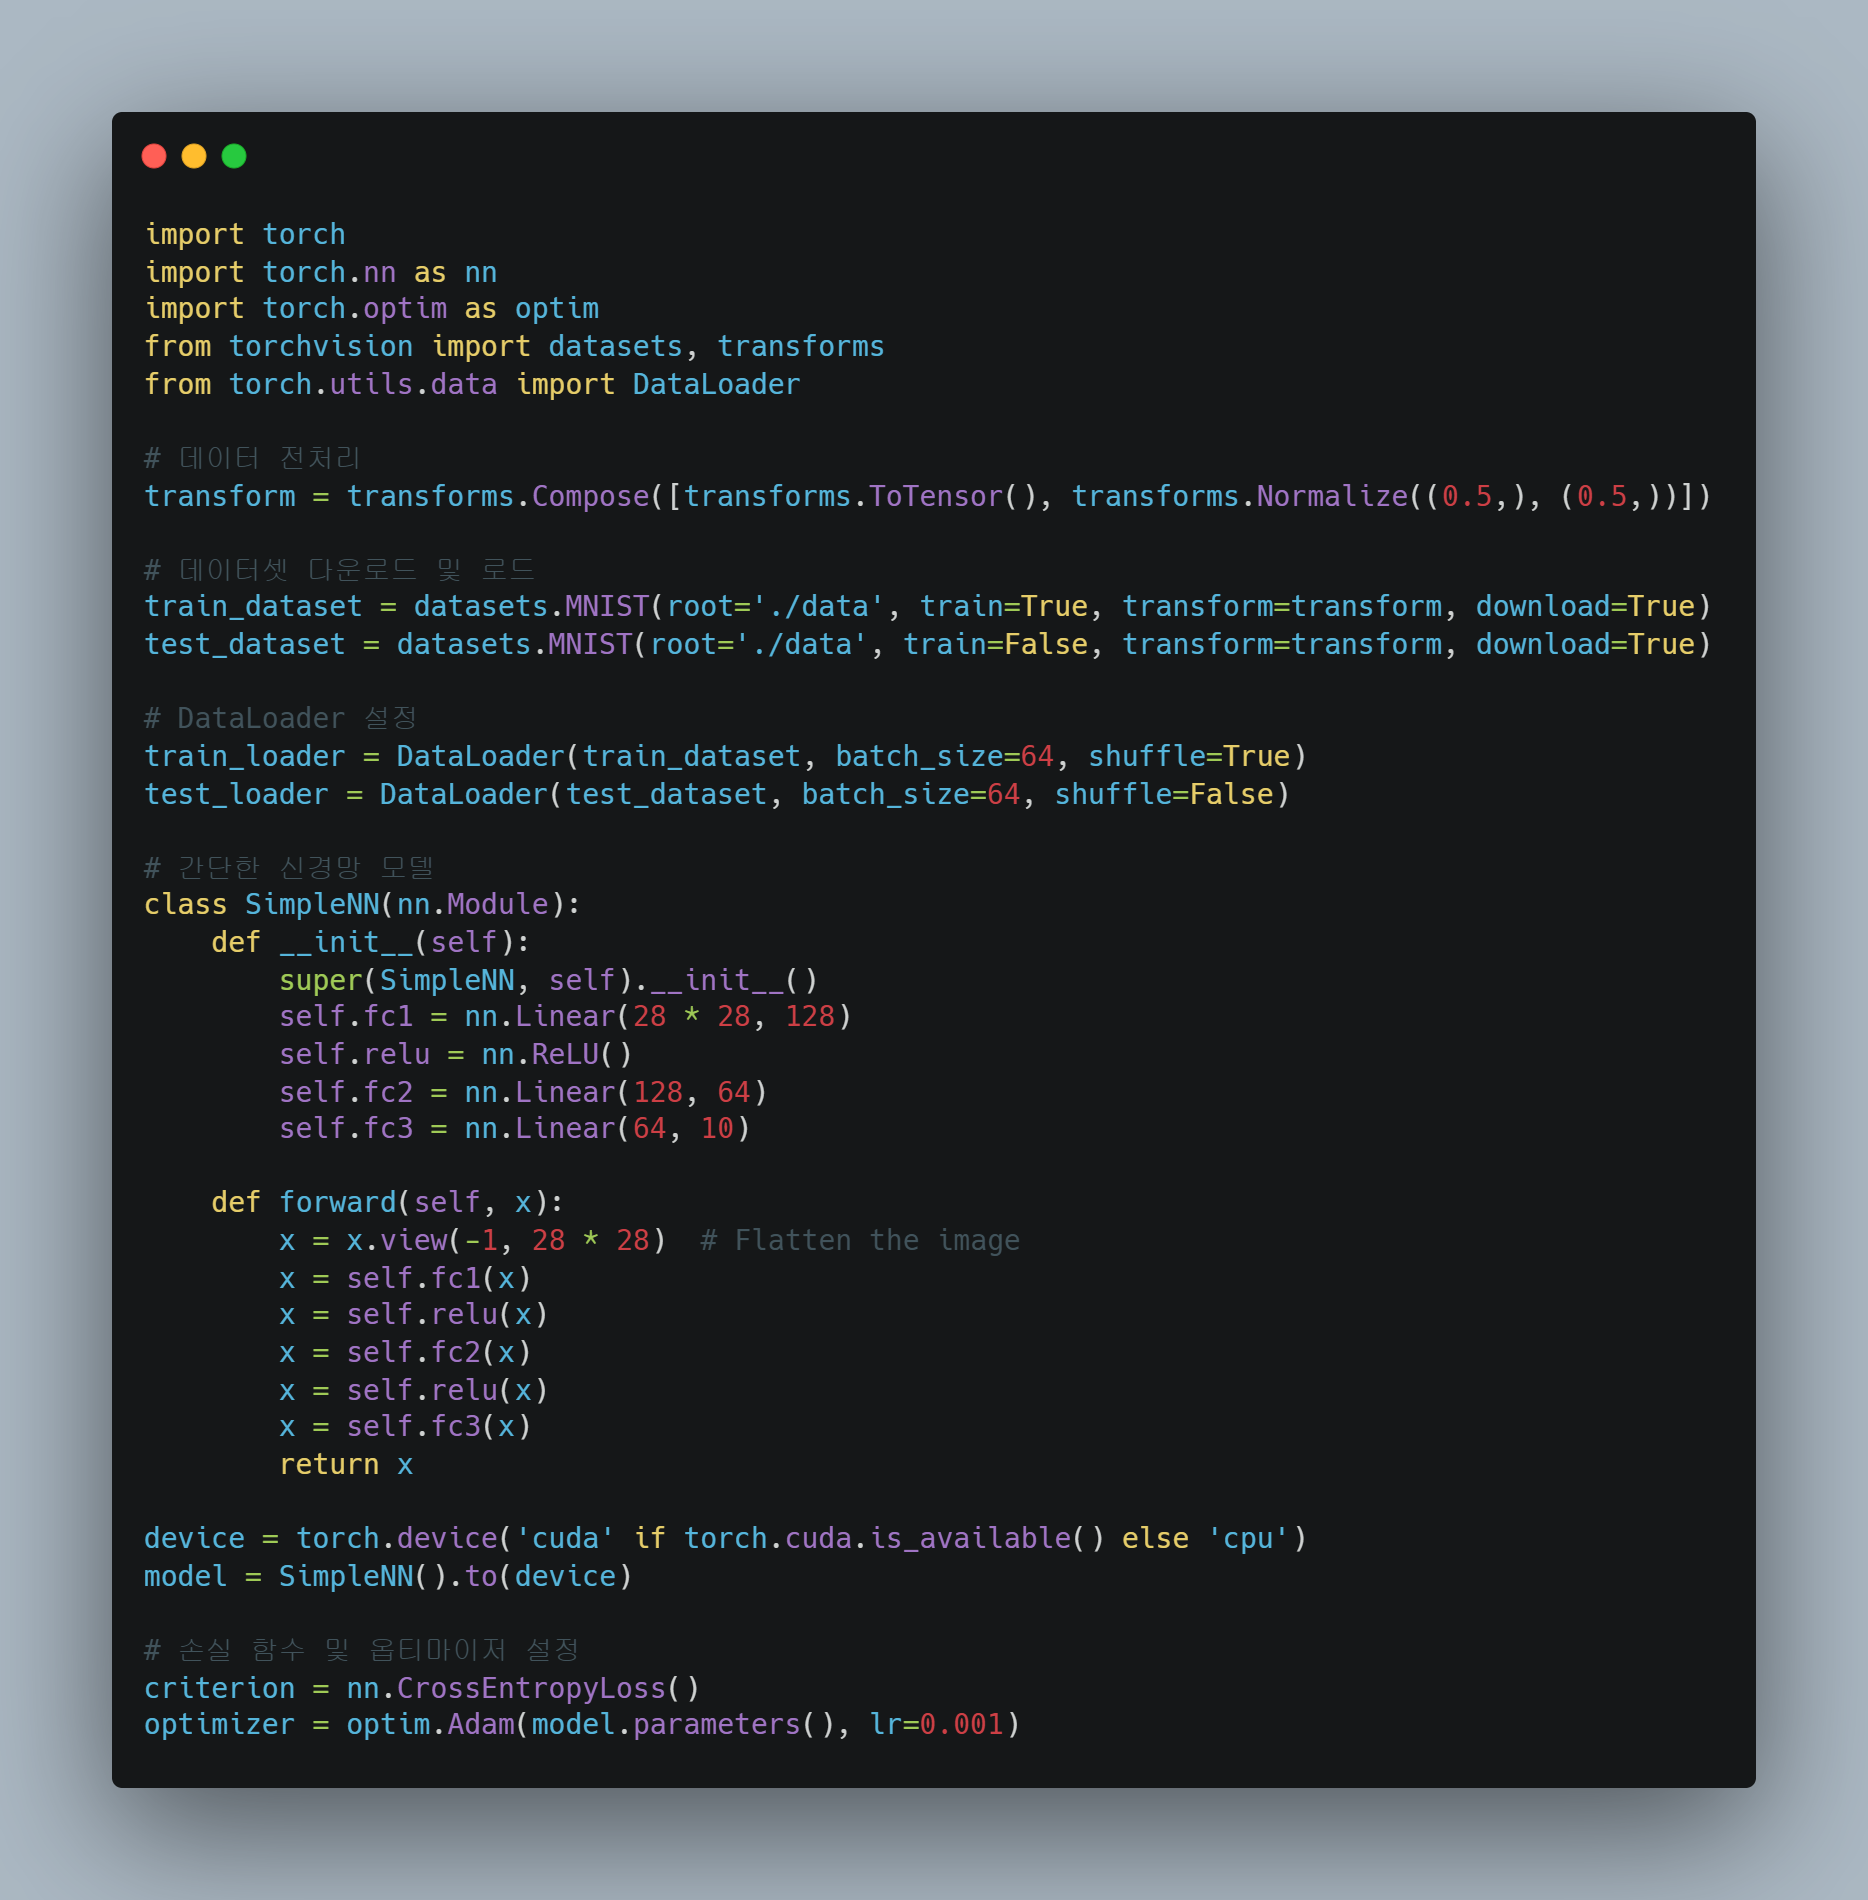 import torch
import torch.nn as nn
import torch.optim as optim
from torchvision import datasets, transforms
from torch.utils.data import DataLoader

# 데이터 전처리
transform = transforms.Compose([transforms.ToTensor(), transforms.Normalize((0.5,), (0.5,))])

# 데이터셋 다운로드 및 로드
train_dataset = datasets.MNIST(root='./data', train=True, transform=transform, download=True)
test_dataset = datasets.MNIST(root='./data', train=False, transform=transform, download=True)

# DataLoader 설정
train_loader = DataLoader(train_dataset, batch_size=64, shuffle=True)
test_loader = DataLoader(test_dataset, batch_size=64, shuffle=False)

# 간단한 신경망 모델
class SimpleNN(nn.Module):
    def __init__(self):
        super(SimpleNN, self).__init__()
        self.fc1 = nn.Linear(28 * 28, 128)
        self.relu = nn.ReLU()
        self.fc2 = nn.Linear(128, 64)
        self.fc3 = nn.Linear(64, 10)

    def forward(self, x):
        x = x.view(-1, 28 * 28)  # Flatten the image
        x = self.fc1(x)
        x = self.relu(x)
        x = self.fc2(x)
        x = self.relu(x)
        x = self.fc3(x)
        return x

device = torch.device('cuda' if torch.cuda.is_available() else 'cpu')
model = SimpleNN().to(device)

# 손실 함수 및 옵티마이저 설정
criterion = nn.CrossEntropyLoss()
optimizer = optim.Adam(model.parameters(), lr=0.001)